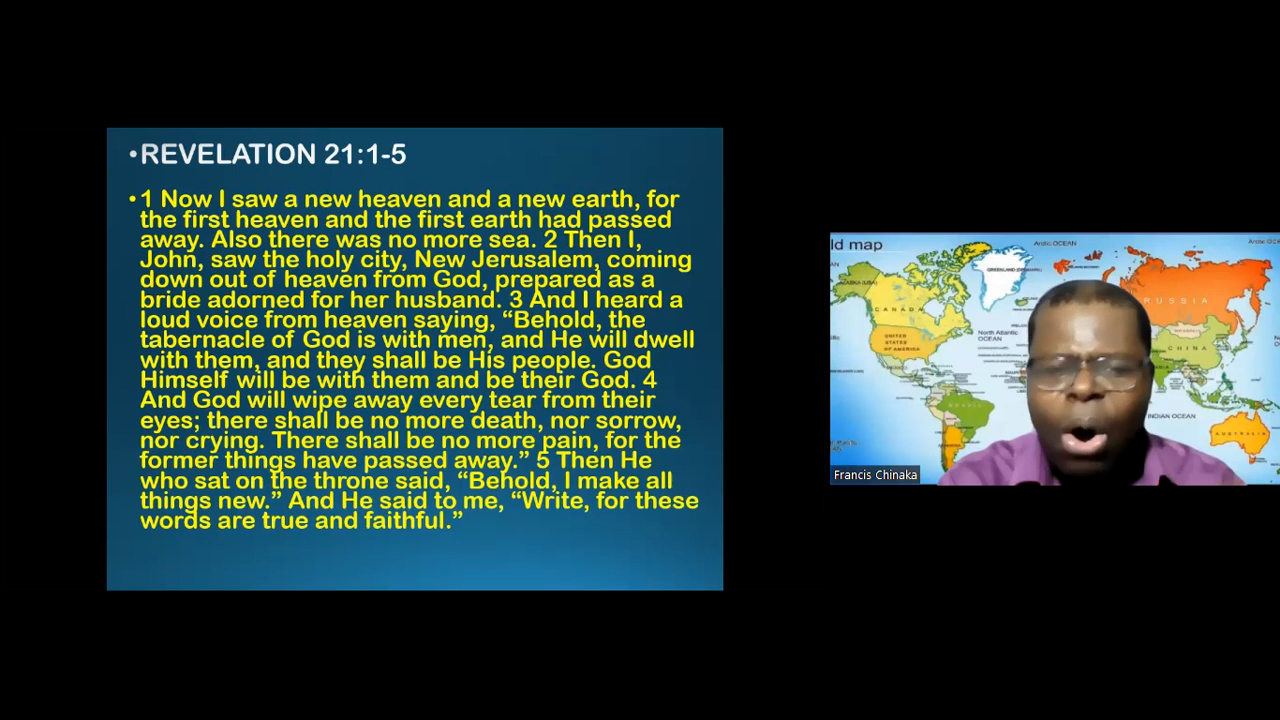 •REVELATION 21:1-5
•1 Now I saw a new heaven and a new earth, for
the first heaven and the first earth had passed
away. Also there was no more sea. 2 Then I,
John, saw the holy city, New Jerusalem, coming
down out of heaven from God, prepared as a
bride adorned for her husband. 3 And I heard a
loud voice from heaven saying, “Behold, the
tabernacle of God is with men, and He will dwell
with them, and they shall be His people. God
Himself will be with them and be their God. 4
And God will wipe away every tear from their
eyes; there shall be no more death, nor sorrow,
nor crying. There shall be no more pain, for the
former things have passed away.” 5 Then He
who sat on the throne said, “Behold, I make all
things new.” And He said to me, “Write, for these
words are true and faithful.”
ld map
Arctic OCEAN
CANADA
UNITED
STATES OF
AMERICA
North Atlantic
OCEAN
RUSSIA
CHINA
BRAZIL
INDIAN OCEAN
AUSTRALIA
Francis Chinaka